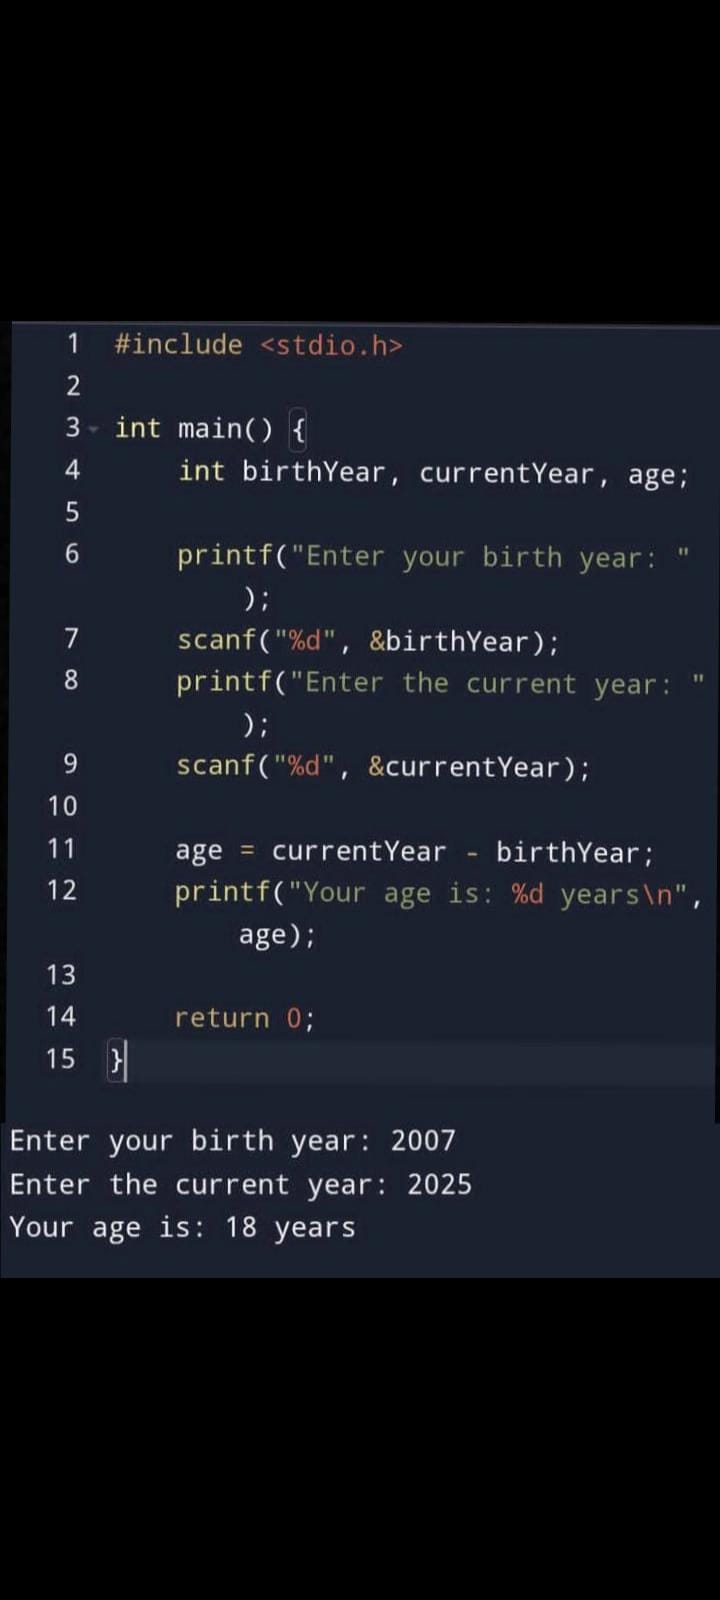 1 #include <stdio.h>
2
3 int main() {
4 int birthYear, currentYear, age;
5
6 printf("Enter your birth year: "
);
7 scanf("%d", &birthYear);
8 printf("Enter the current year: "
);
9 scanf("%d", &currentYear);
10
11 age = currentYear - birthYear;
12 printf("Your age is: %d years\n",
age);
13
14 return 0;
15 }
Enter your birth year: 2007
Enter the current year: 2025
Your age is: 18 years